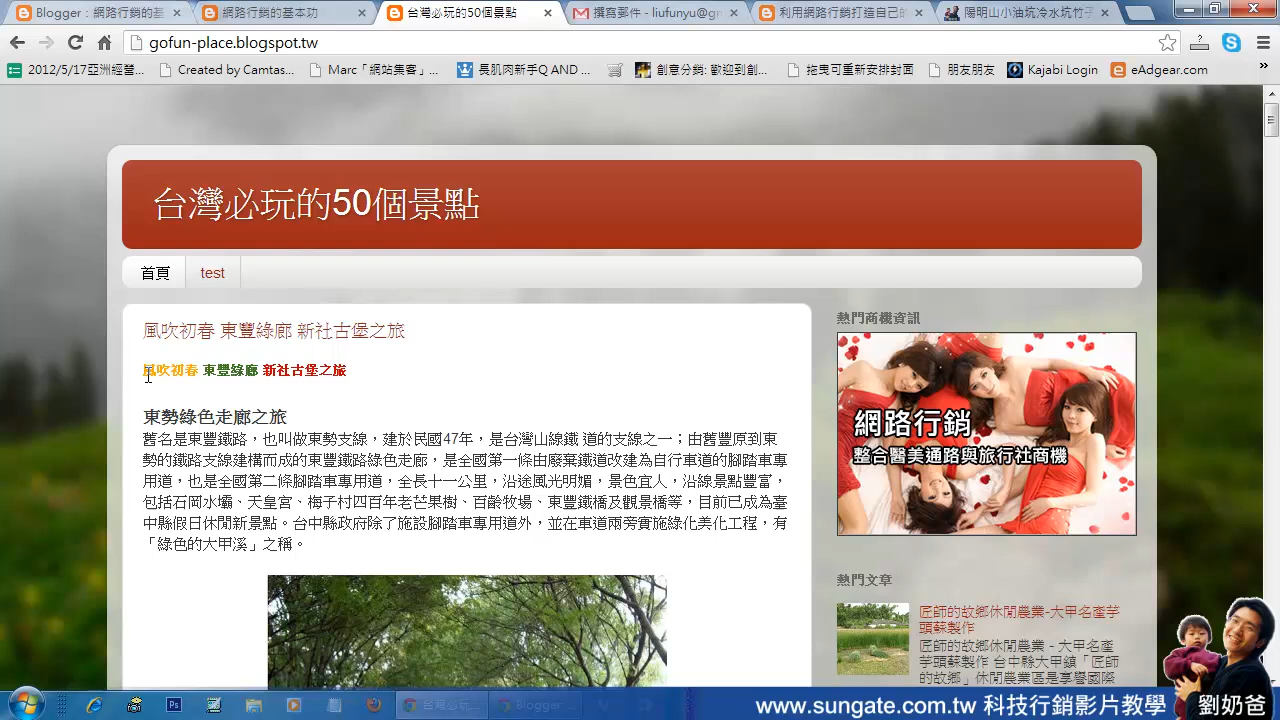 Blogger：網路行銷的基
網路行銷的基本功
台灣必玩的50個景點
撰寫郵件 - liufunyu@gr
利用網路行銷打造自己的
陽明山小油坑冷水坑竹子
gofun-place.blogspot.tw
2012/5/17亞洲經營...
Created by Camtas...
Marc「網站集客」...
長肌肉新手Q AND ...
創意分銷: 歡迎到創...
拖曳可重新安排封面
朋友朋友
Kajabi Login
eAdgear.com
台灣必玩的50個景點
首頁
test
風吹初春 東豐綠廊 新社古堡之旅
風吹初春 東豐綠廊 新社古堡之旅
東勢綠色走廊之旅
舊名是東豐鐵路，也叫做東勢支線，建於民國47年，是台灣山線鐵 道的支線之一；由舊豐原到東
勢的鐵路支線建構而成的東豐鐵路綠色走廊，是全國第一條由廢棄鐵道改建為自行車道的腳踏車專
用道，也是全國第二條腳踏車專用道，全長十一公里，沿途風光明媚，景色宜人，沿線景點豐富，
包括石岡水壩、天皇宮、梅子村四百年老芒果樹、百齡牧場、東豐鐵橋及觀景橋等，目前已成為臺
中縣假日休閒新景點。台中縣政府除了施設腳踏車專用道外，並在車道兩旁實施綠化美化工程，有
「綠色的大甲溪」之稱。
熱門商機資訊
網路行銷
整合醫美通路與旅行社商機
熱門文章
匠師的故鄉休閒農業-大甲名產芋
頭蘇製作
匠師的故鄉休閒農業 - 大甲名產
芋頭蘇製作 台中縣大甲鎮「匠師
的故鄉」休閒農業區是享譽國際
台灣必玩...
Blogger ...
www.sungate.com.tw 科技行銷影片教學
劉奶爸